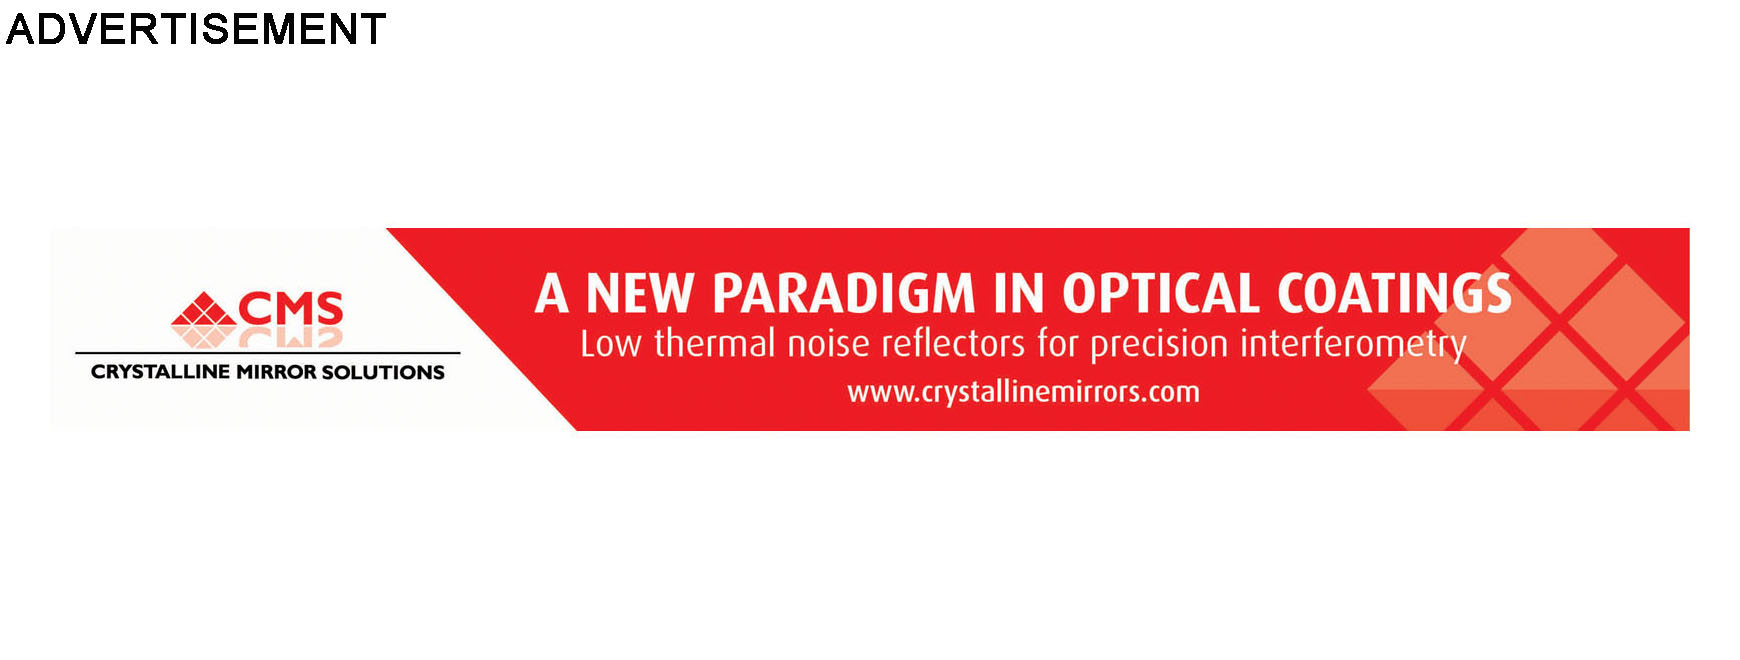 ADVERTISEMENT
CMS
CRYSTALLINE MIRROR SOLUTIONS
A NEW PARADIGM IN OPTICAL COATINGS
Low thermal noise reflectors for precision interferometry
www.crystallinemirrors.com